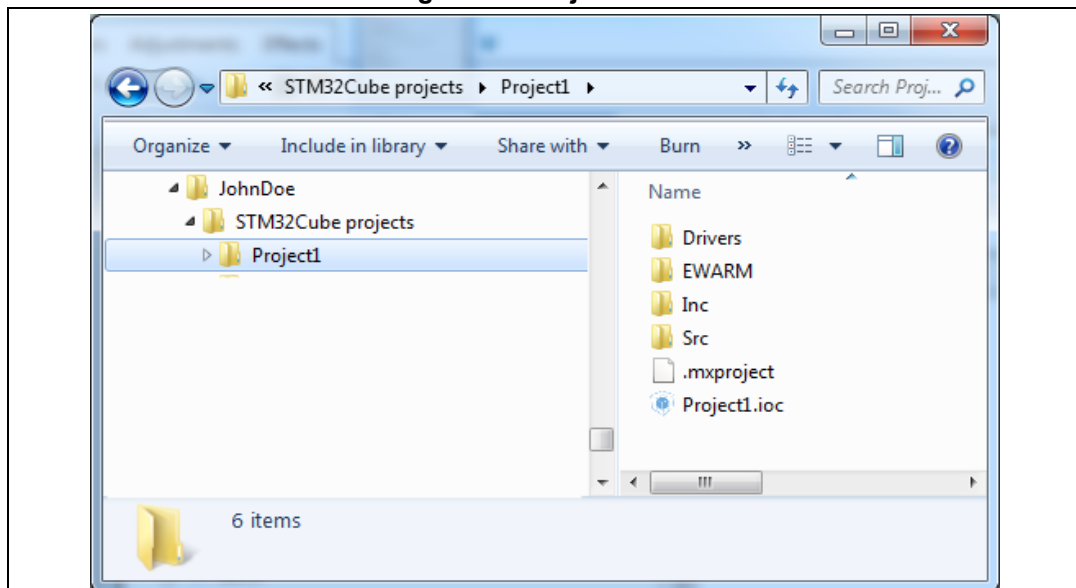 « STM32Cube projects ▸ Project1 ▸
Search Proj...
Organize ▾ Include in library ▾ Share with ▾ Burn »
JohnDoe
STM32Cube projects
Project1
Name
Drivers
EWARM
Inc
Src
.mxproject
Project1.ioc
6 items